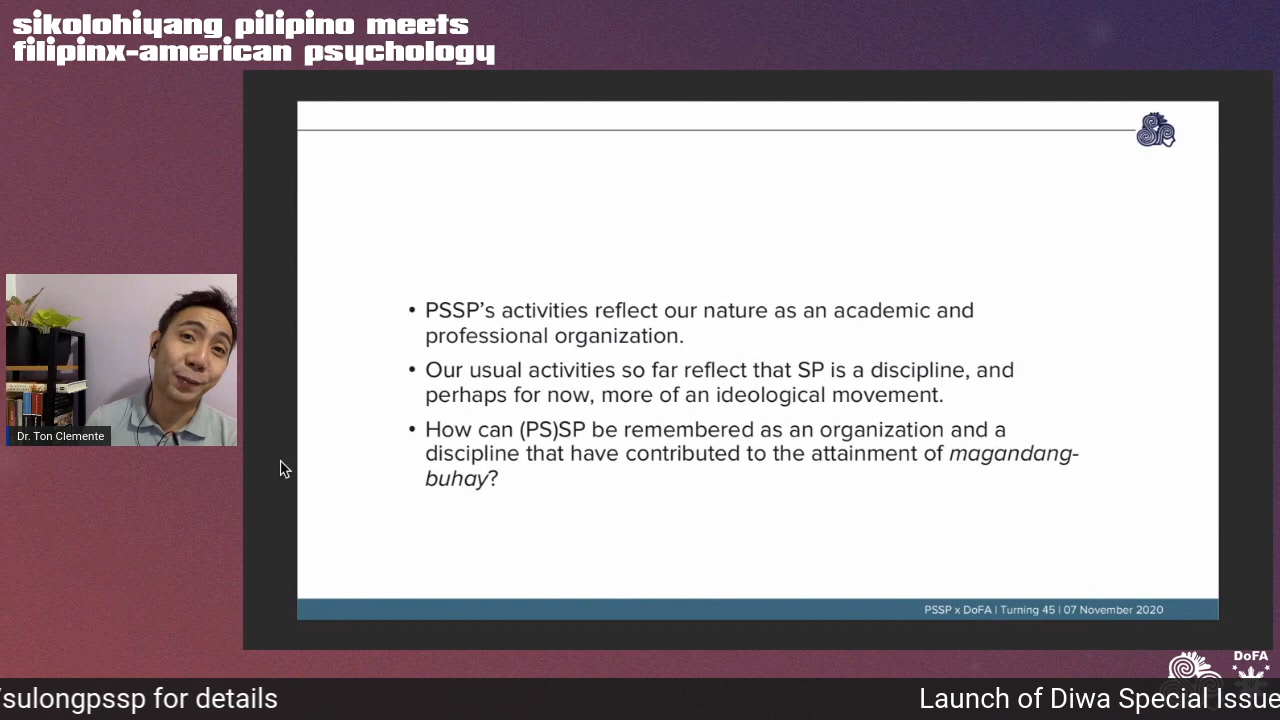 sikolohiyang pilipino meets
filipinx-american psychology
• PSSP’s activities reflect our nature as an academic and
professional organization.
• Our usual activities so far reflect that SP is a discipline, and
perhaps for now, more of an ideological movement.
• How can (PS)SP be remembered as an organization and a
discipline that have contributed to the attainment of magandang-
buhay?
Dr. Ton Clemente
PSSP x DoFA | Turning 45 | 07 November 2020
DoFA
/sulongpssp for details
Launch of Diwa Special Issue